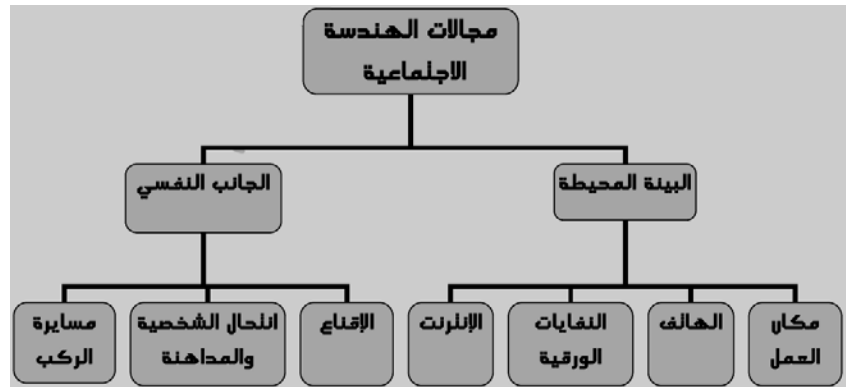 مجالات الهندسة
الاجتماعية
البيئة المحيطة
الجانب النفسي
مكان
العمل
الهاتف
النفايات
الورقية
الإنترنت
الإقناع
انتحال الشخصية
والمداهنة
مسايرة
الركب